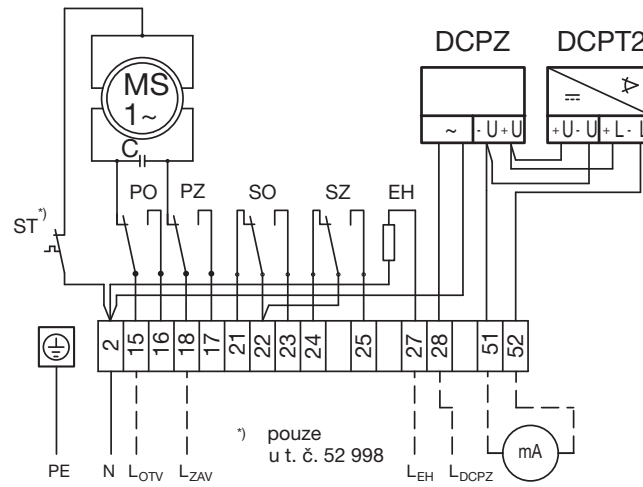 DCPZ DCPT2
MS
1~
C
~ - U + U + U - U + L - L
PO PZ SO SZ EH
ST*)
2 15 16 18 17 21 22 23 24 25 27 28 51 52
*) pouze
u t. č. 52 998
mA
PE N LOTV LZAV LEH LDCPZ